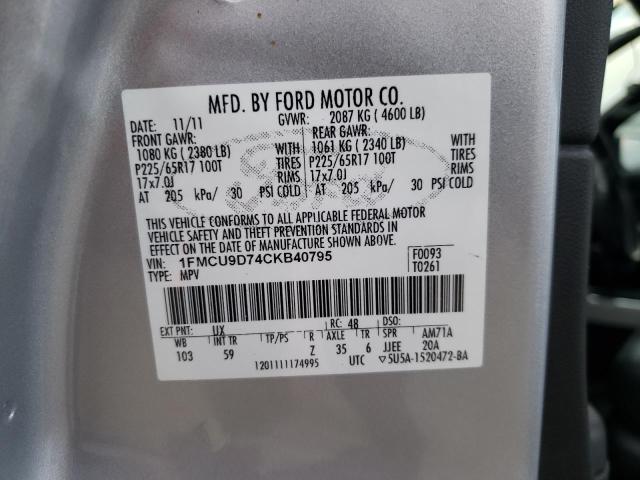 MFD. BY FORD MOTOR CO.
DATE: 11/11 GVWR: 2087 KG ( 4600 LB)
FRONT GAWR: REAR GAWR:
1080 KG ( 2380 LB) WITH 1061 KG ( 2340 LB) WITH
P225/65R17 100T TIRES P225/65R17 100T TIRES
17x7.0J RIMS 17x7.0J RIMS
AT 205 kPa/ 30 PSI COLD AT 205 kPa/ 30 PSI COLD
THIS VEHICLE CONFORMS TO ALL APPLICABLE FEDERAL MOTOR
VEHICLE SAFETY AND THEFT PREVENTION STANDARDS IN
EFFECT ON THE DATE OF MANUFACTURE SHOWN ABOVE.
VIN: 1FMCU9D74CKB40795 F0093
TYPE: MPV T0261
EXT PNT: UX RC: 48 DSO:
WB INT TR TP/PS R AXLE TR SPR AM71A
103 59 Z 35 6 JJEE 20A
1201111174995 UTC ▽5U5A-1520472-BA